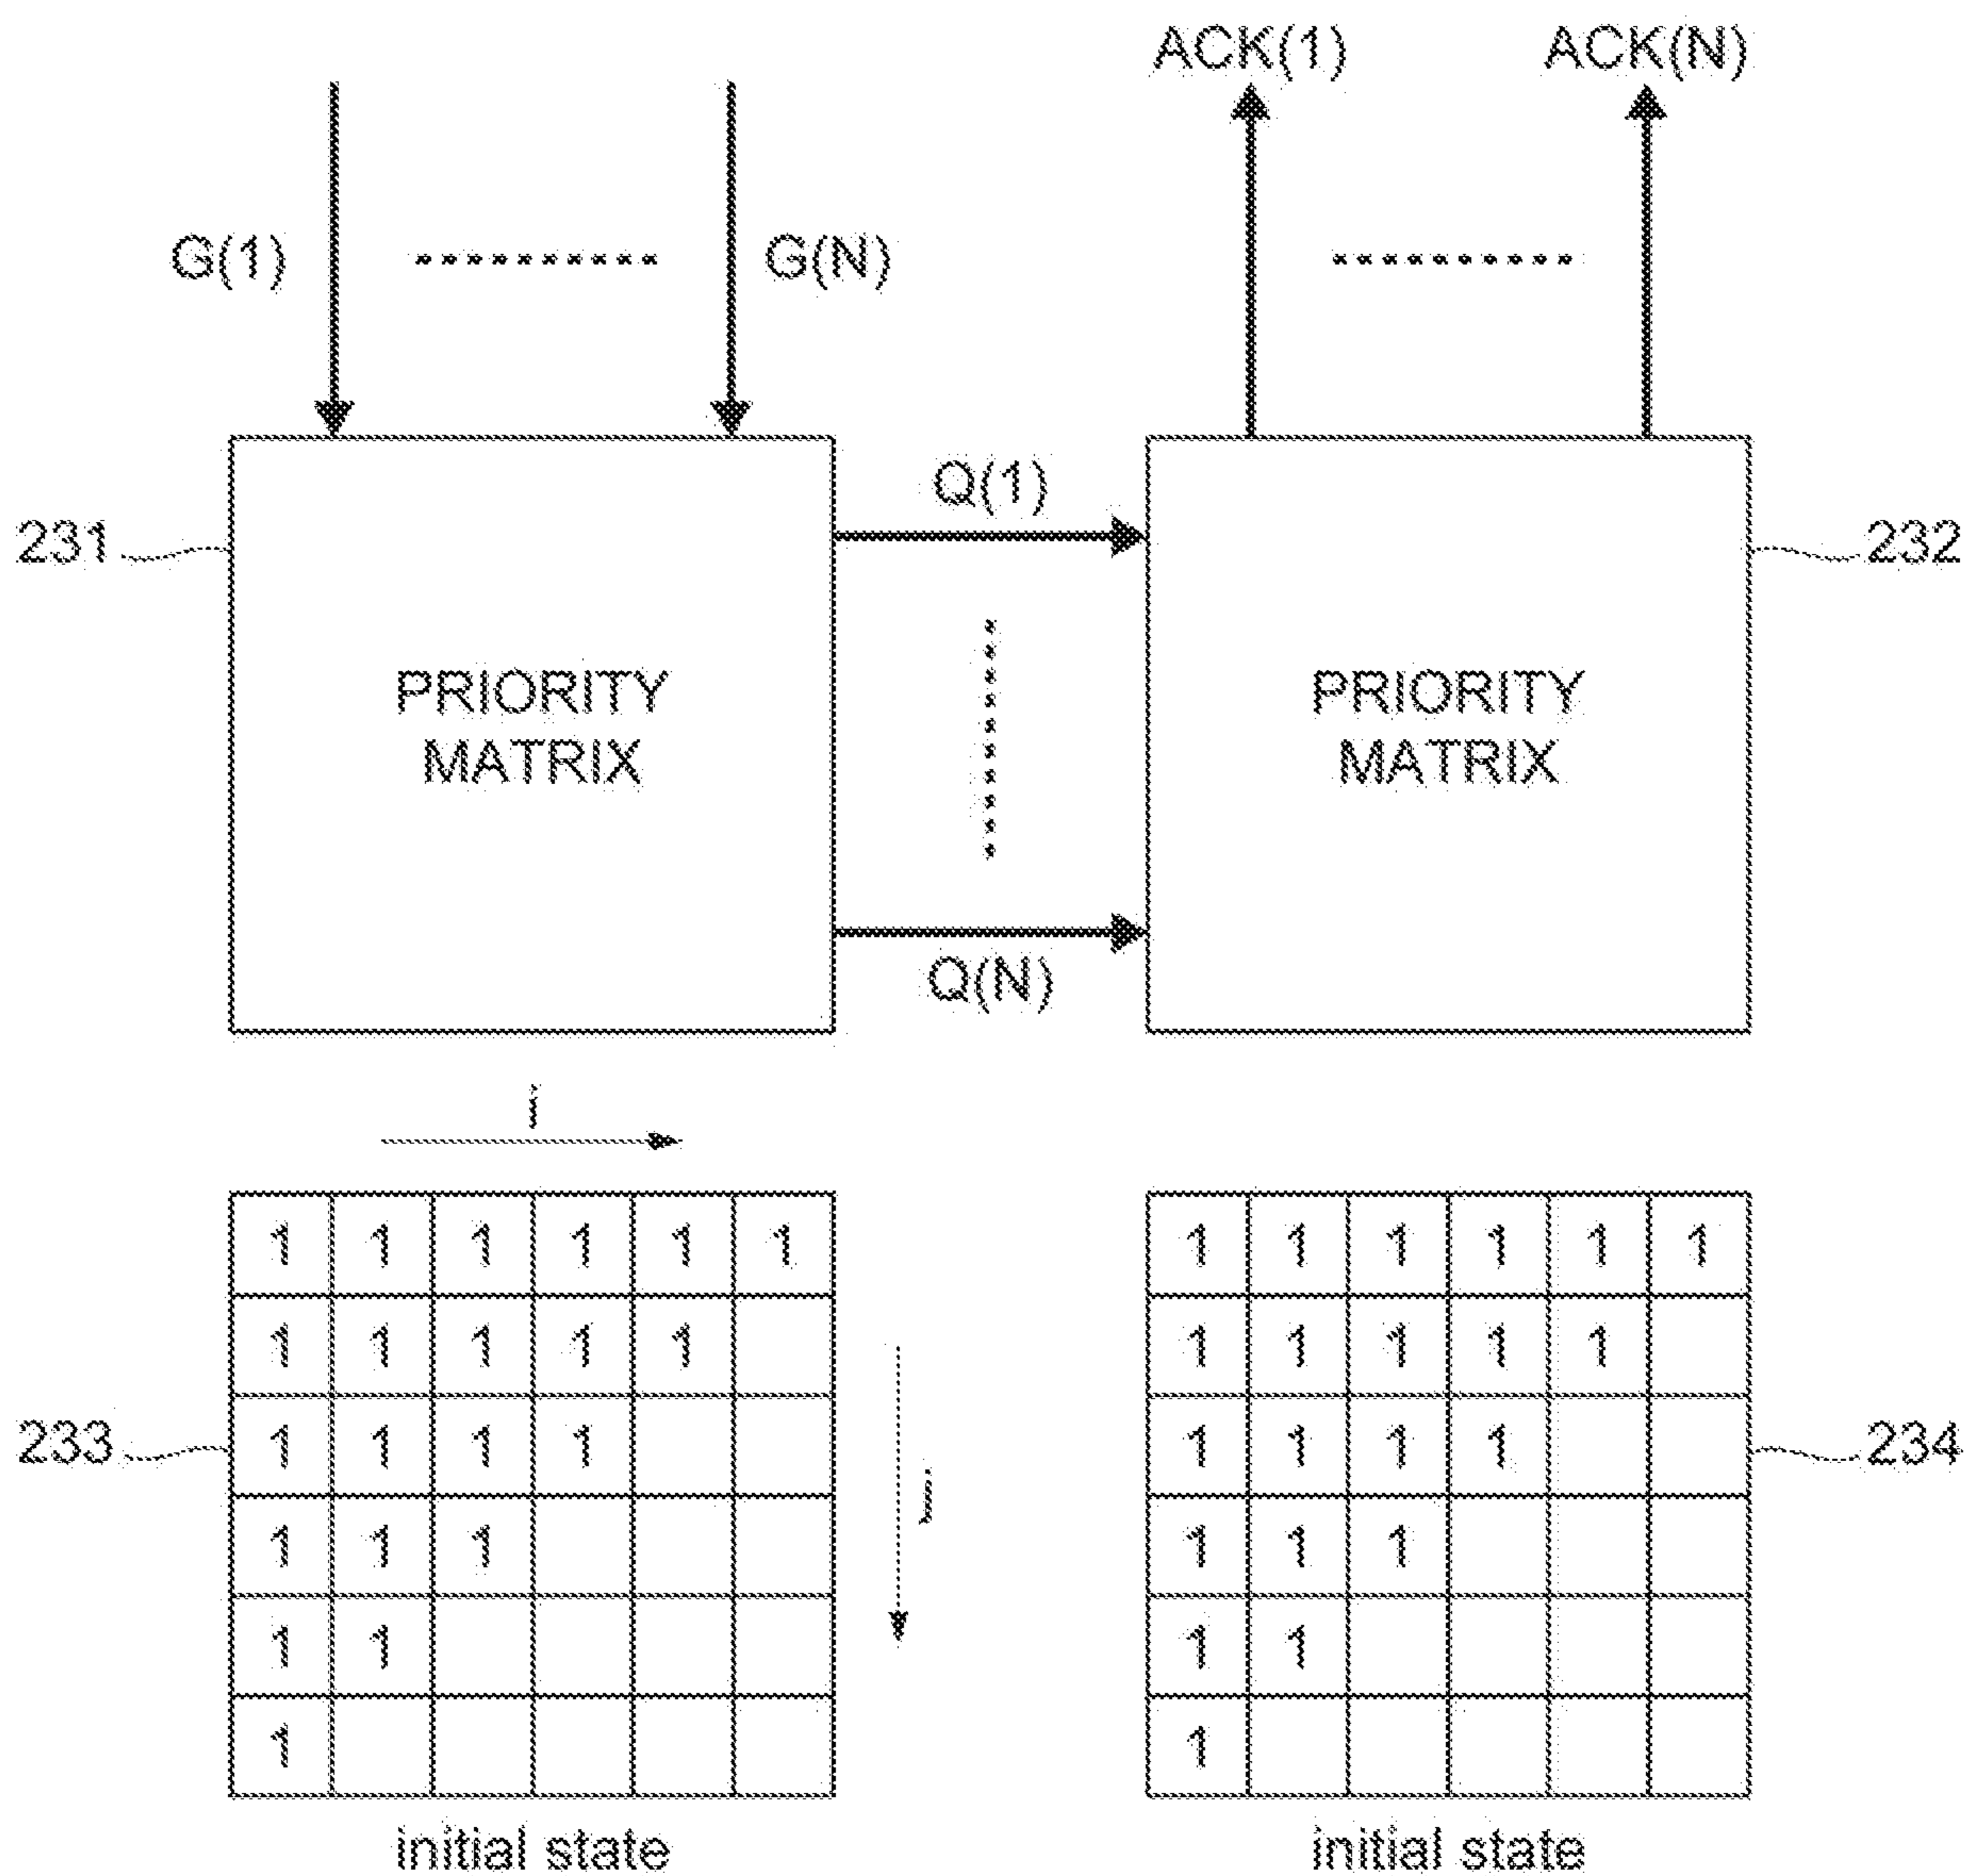 ACK(1) ACK(N)
G(1) G(N)
Q(1)
231 232
PRIORITY MATRIX
PRIORITY MATRIX
Q(N)
i
1 1 1 1 1 1
1 1 1 1 1
1 1 1 1
1 1 1
1 1
1
233
j
initial state
1 1 1 1 1 1
1 1 1 1 1
1 1 1 1
1 1 1
1 1
1
234
initial state